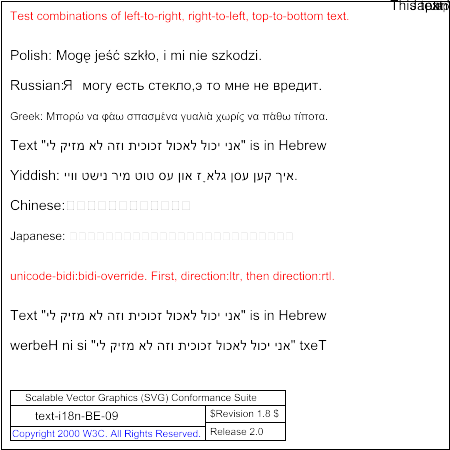 Test combinations of left-to-right, right-to-left, top-to-bottom text.
Polish: Mogę jeść szkło, i mi nie szkodzi.
Russian:Я могу есть стекло,э то мне не вредит.
Greek: Μπορώ να φάω σπασμένα γυαλιά χωρίς να πάθω τίποτα.
Text "אני יכול לאכול זכוכית וזה לא מזיק לי" is in Hebrew
Yiddish: איך קען עסן גלאָז און עס טוט מיר נישט וויי.
Chinese:
Japanese:
unicode-bidi:bidi-override. First, direction:ltr, then direction:rtl.
Text "אני יכול לאכול זכוכית וזה לא מזיק לי" is in Hebrew
werbeH ni si "אני יכול לאכול זכוכית וזה לא מזיק לי" txeT
Scalable Vector Graphics (SVG) Conformance Suite
text-i18n-BE-09
$Revision 1.8 $
Copyright 2000 W3C. All Rights Reserved.
Release 2.0